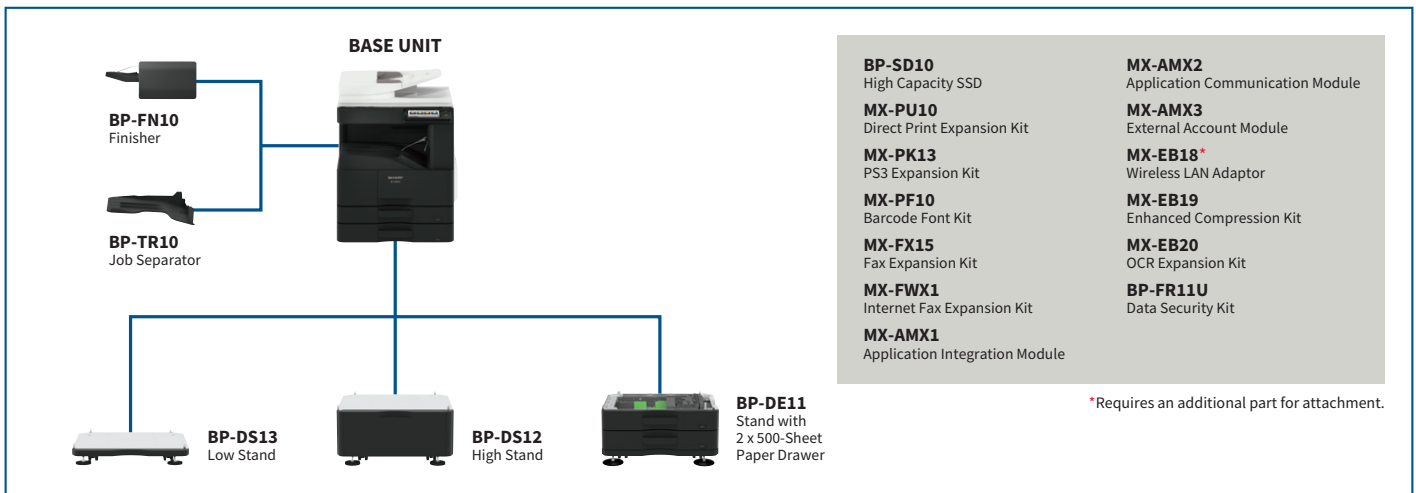 BASE UNIT
BP-FN10
Finisher
BP-TR10
Job Separator
SHARP
BP-DS13
Low Stand
BP-DS12
High Stand
BP-DE11
Stand with
2 x 500-Sheet
Paper Drawer
BP-SD10
High Capacity SSD
MX-PU10
Direct Print Expansion Kit
MX-PK13
PS3 Expansion Kit
MX-PF10
Barcode Font Kit
MX-FX15
Fax Expansion Kit
MX-FWX1
Internet Fax Expansion Kit
MX-AMX1
Application Integration Module
MX-AMX2
Application Communication Module
MX-AMX3
External Account Module
MX-EB18*
Wireless LAN Adaptor
MX-EB19
Enhanced Compression Kit
MX-EB20
OCR Expansion Kit
BP-FR11U
Data Security Kit
*Requires an additional part for attachment.